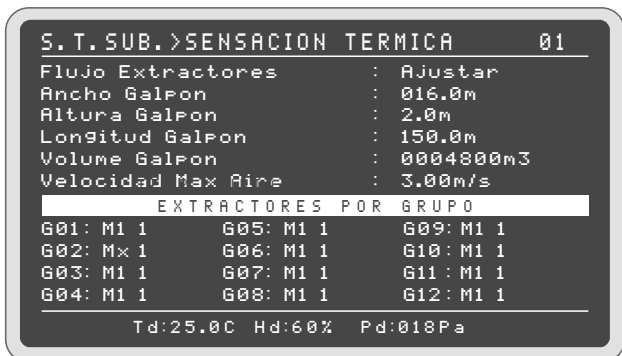 S.T.SUB.>SENSACION TERMICA 01
Flujo Extractores : Ajustar
Ancho Galpon : 016.0m
Altura Galpon : 2.0m
Longitud Galpon : 150.0m
Volume Galpon : 0004800m3
Velocidad Max Aire : 3.00m/s
EXTRACTORES POR GRUPO
G01: M1 1 G05: M1 1 G09: M1 1
G02: Mx 1 G06: M1 1 G10: M1 1
G03: M1 1 G07: M1 1 G11: M1 1
G04: M1 1 G08: M1 1 G12: M1 1
Td:25.0C Hd:60% Pd:018Pa